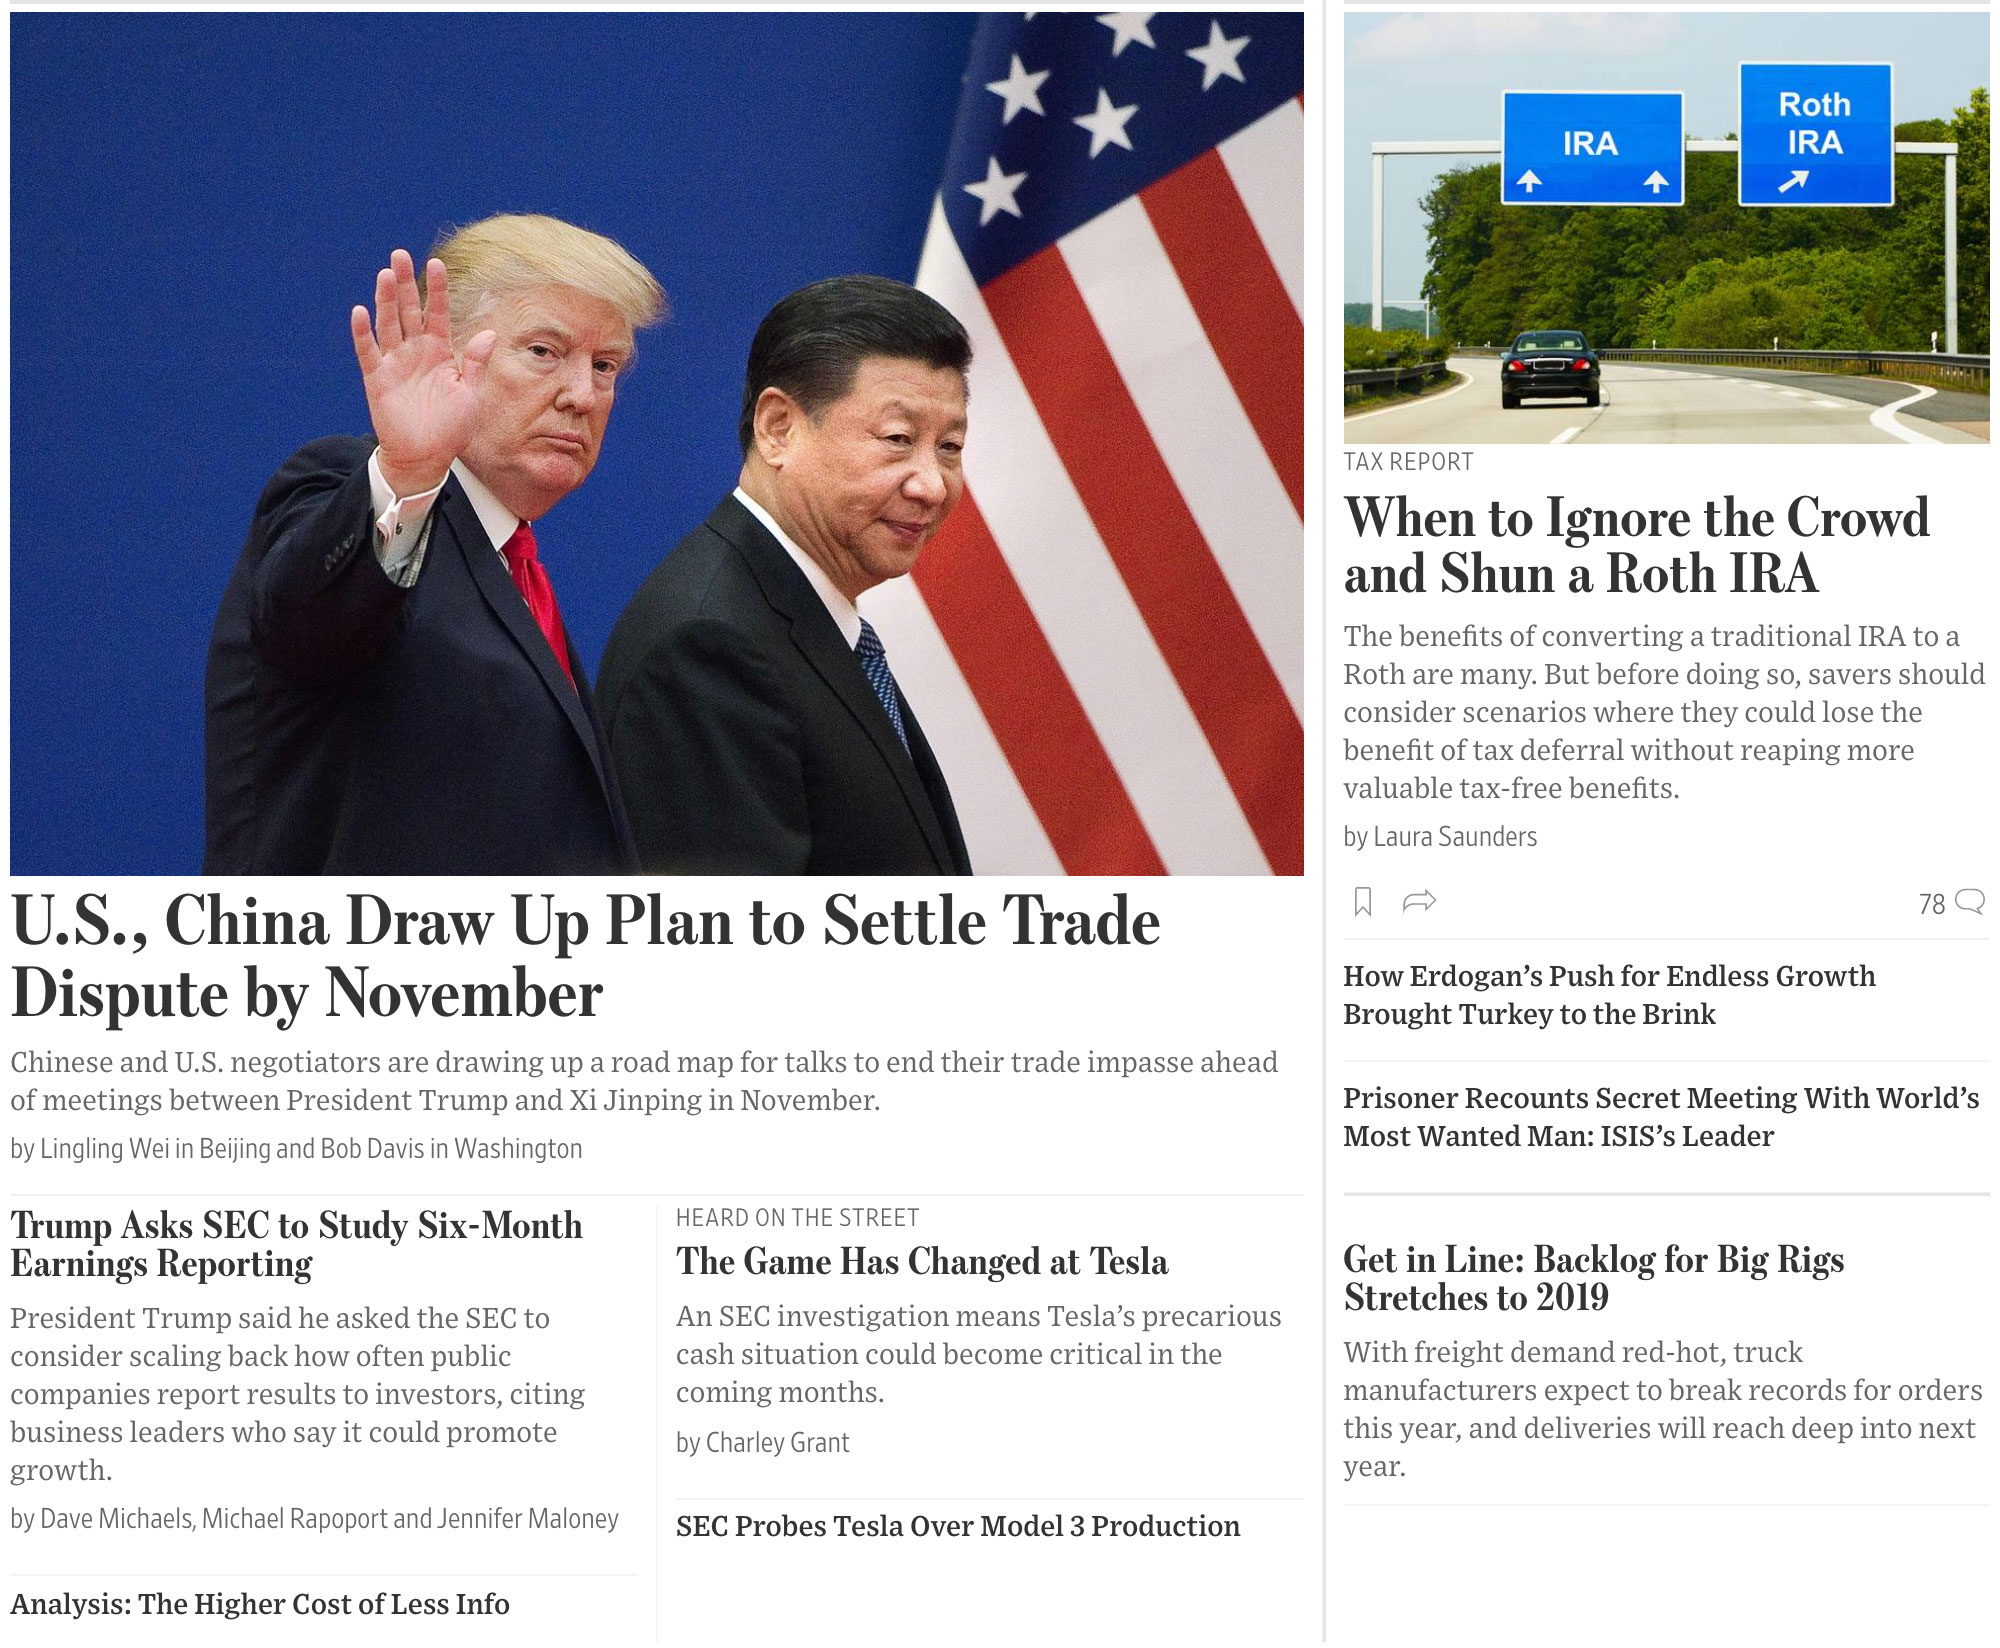 IRA
Roth
IRA
U.S., China Draw Up Plan to Settle Trade
Dispute by November
Chinese and U.S. negotiators are drawing up a road map for talks to end their trade impasse ahead
of meetings between President Trump and Xi Jinping in November.
by Lingling Wei in Beijing and Bob Davis in Washington
Trump Asks SEC to Study Six-Month
Earnings Reporting
President Trump said he asked the SEC to
consider scaling back how often public
companies report results to investors, citing
business leaders who say it could promote
growth.
by Dave Michaels, Michael Rapoport and Jennifer Maloney
Analysis: The Higher Cost of Less Info
HEARD ON THE STREET
The Game Has Changed at Tesla
An SEC investigation means Tesla’s precarious
cash situation could become critical in the
coming months.
by Charley Grant
SEC Probes Tesla Over Model 3 Production
TAX REPORT
When to Ignore the Crowd
and Shun a Roth IRA
The benefits of converting a traditional IRA to a
Roth are many. But before doing so, savers should
consider scenarios where they could lose the
benefit of tax deferral without reaping more
valuable tax-free benefits.
by Laura Saunders
78
How Erdogan’s Push for Endless Growth
Brought Turkey to the Brink
Prisoner Recounts Secret Meeting With World’s
Most Wanted Man: ISIS’s Leader
Get in Line: Backlog for Big Rigs
Stretches to 2019
With freight demand red-hot, truck
manufacturers expect to break records for orders
this year, and deliveries will reach deep into next
year.